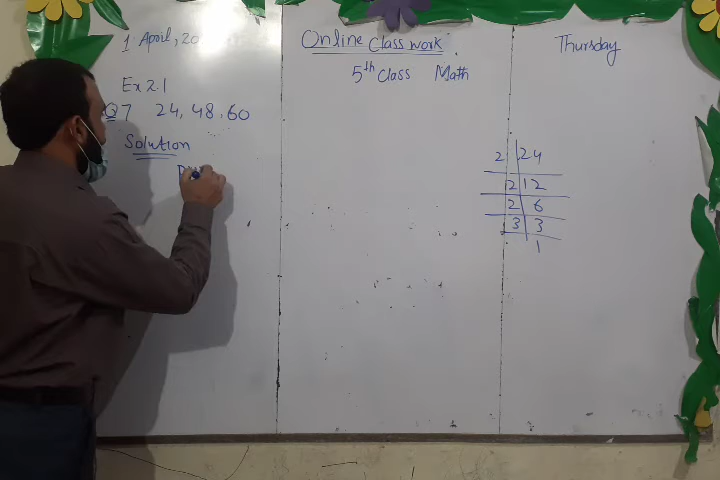 1 April, 20
Online Class work.
Thursday
5th Class Math
Ex 2.1
Q7 24, 48, 60
Solution
2 | 24
2 | 12
2 | 6
3 | 3
1